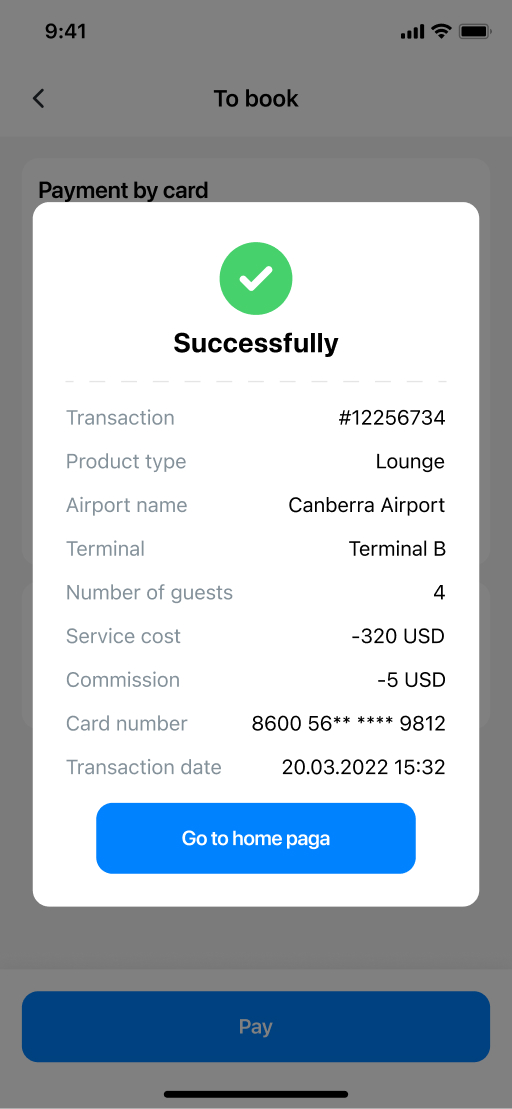 9:41
To book
Payment by card
Successfully
Transaction #12256734
Product type Lounge
Airport name Canberra Airport
Terminal Terminal B
Number of guests 4
Service cost -320 USD
Commission -5 USD
Card number 8600 56** **** 9812
Transaction date 20.03.2022 15:32
Go to home paga
Pay